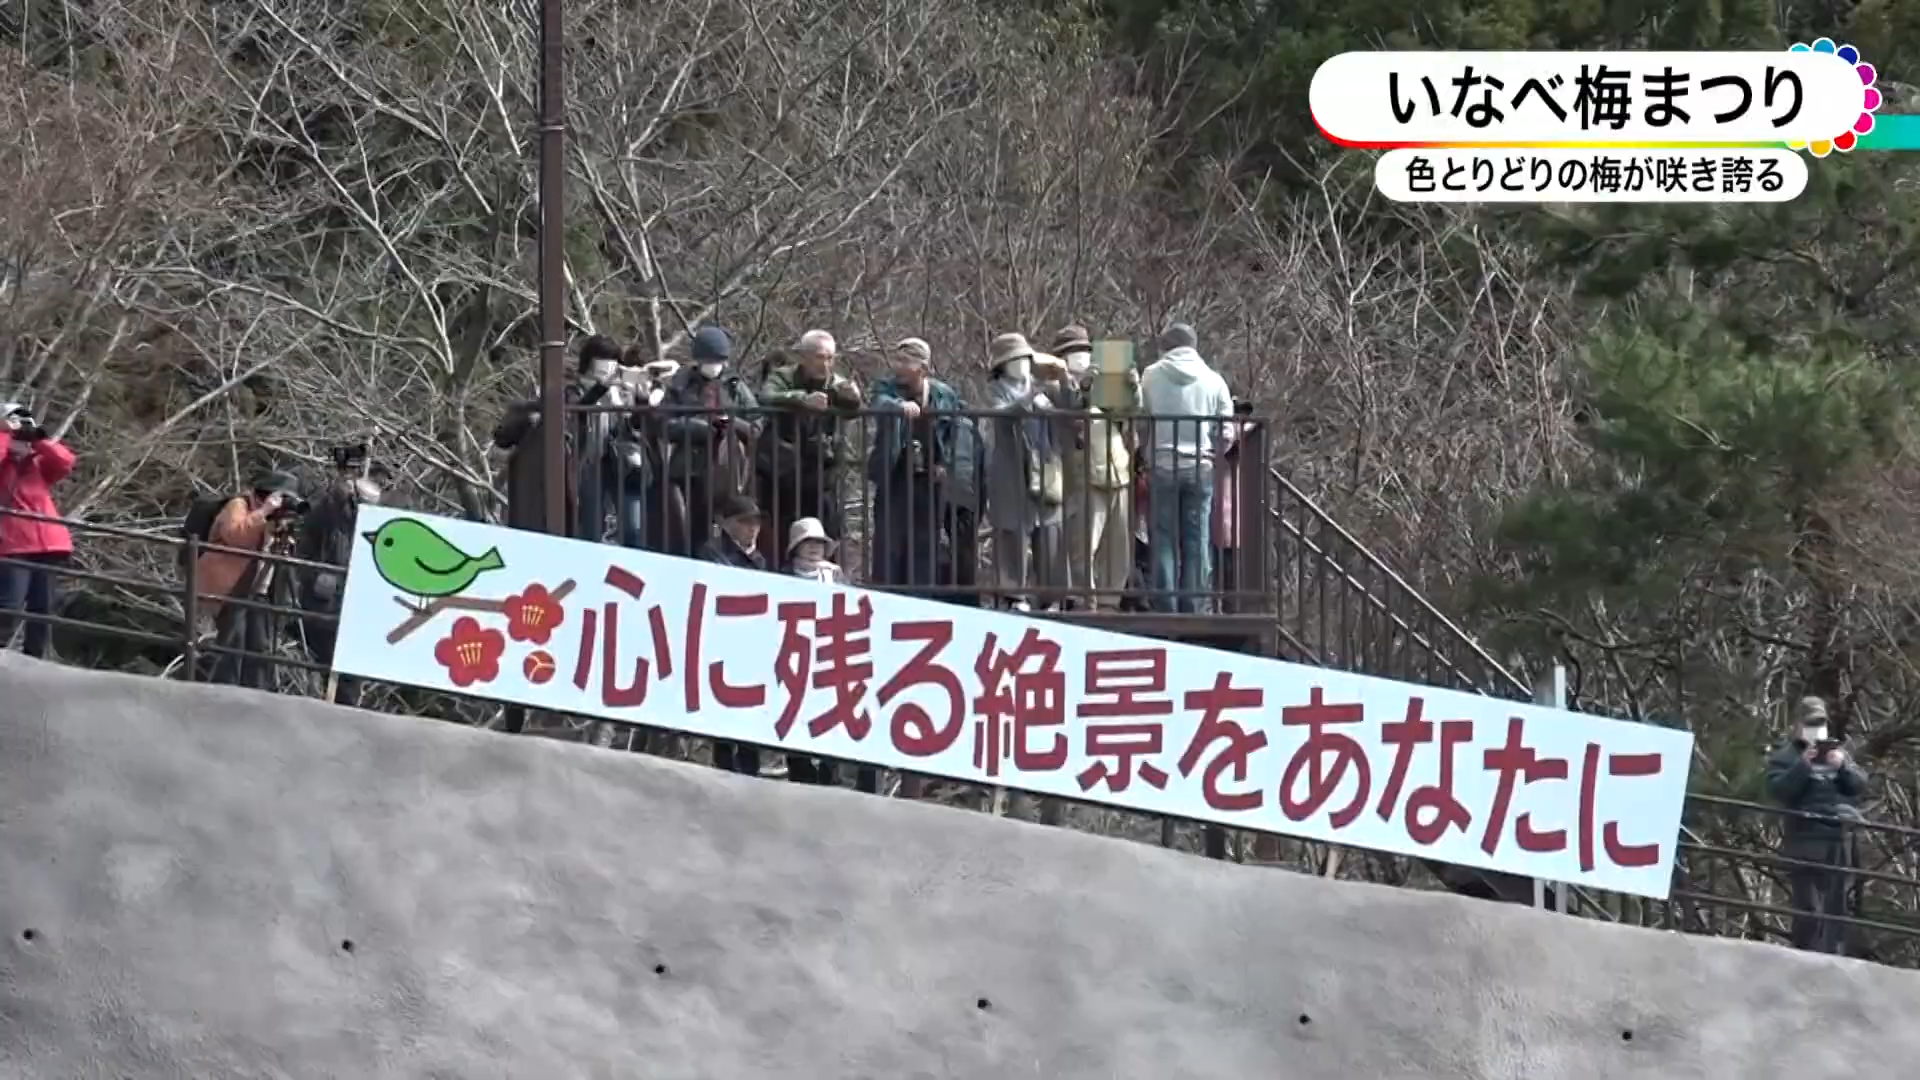 いなべ梅まつり
色とりどりの梅が咲き誇る
心に残る絶景をあなたに